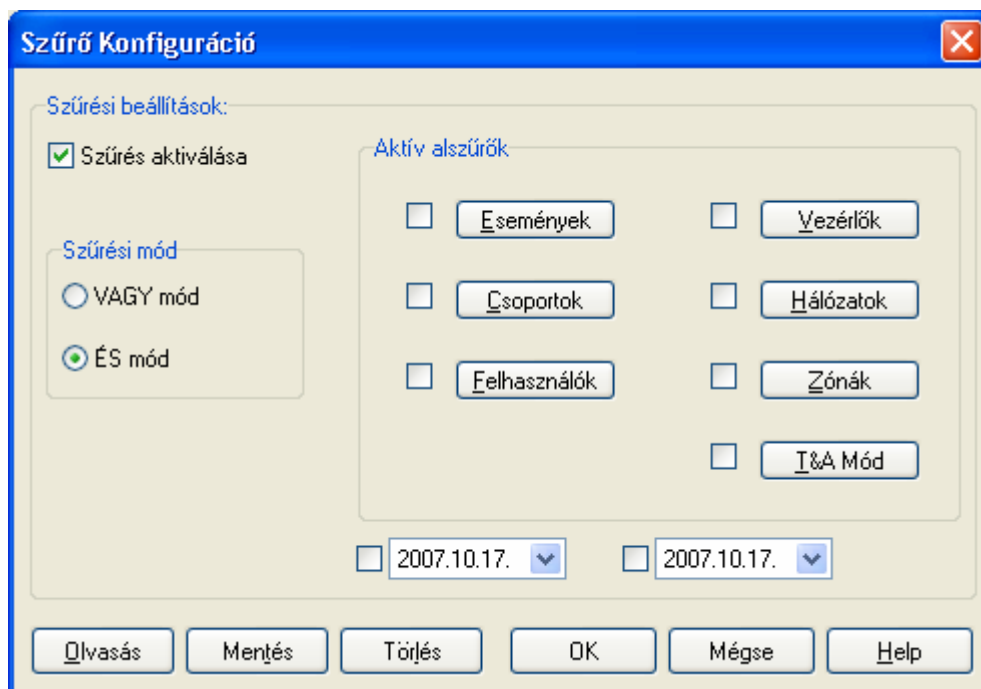 Szűrő Konfiguráció
Szűrési beállítások:
Szűrés aktiválása
Aktív alszűrők
Események
Vezérlők
Szűrési mód
VAGY mód
Csoportok
Hálózatok
ÉS mód
Felhasználók
Zónák
T&A Mód
2007.10.17.
2007.10.17.
Olvasás
Mentés
Törlés
OK
Mégse
Help